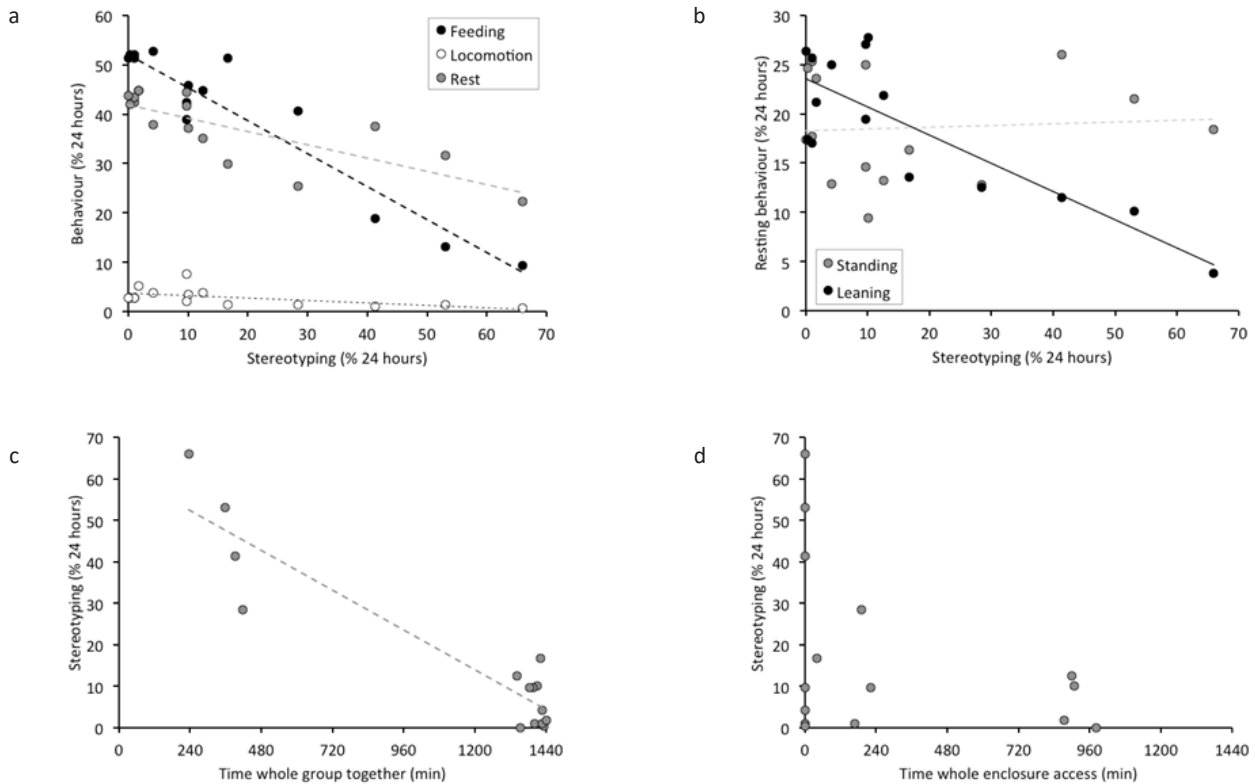 a
60
50
40
30
20
10
0
Behaviour (% 24 hours)
Feeding
Locomotion
Rest
0 10 20 30 40 50 60 70
Stereotyping (% 24 hours)
b
30
25
20
15
10
5
0
Resting behaviour (% 24 hours)
Standing
Leaning
0 10 20 30 40 50 60 70
Stereotyping (% 24 hours)
c
70
60
50
40
30
20
10
0
Stereotyping (% 24 hours)
0 240 480 720 960 1200 1440
Time whole group together (min)
d
70
60
50
40
30
20
10
0
Stereotyping (% 24 hours)
0 240 480 720 960 1200 1440
Time whole enclosure access (min)